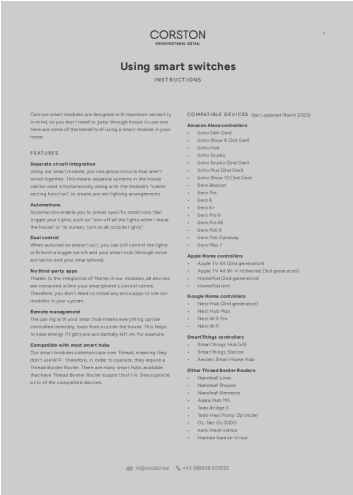 CORSTON
ARCHITECTURAL DETAIL
Using smart switches
INSTRUCTIONS
Corston smart modules are designed with maximum versatility
in mind, so you don't need to jump through hoops to use one.
Here are some of the benefits of using a smart module in your
home.
FEATURES
Separate circuit integration
Using our smart module, you can group circuits that aren't
wired together. This means separate systems in the house
can be used simultaneously, along with the module's "scene-
setting function", to create pre set lighting arrangements.
Automations
Automations enable you to preset specific conditions that
trigger your lights, such as "turn off all the lights when I leave
the house" or "at sunset, turn on all outside lights".
Dual control
When automation doesn't suit, you can still control the lights
with both a toggle switch and your smart hub through voice
activation and your smartphone
No third-party apps
Thanks to the integration of Matter in our modules, all devices
are contained within your smartphone's control centre.
Therefore, you don't need to install any extra apps to use our
modules in your system.
Remote management
The pairing with your smart hub means everything can be
controlled remotely, even from outside the house. This helps
to save energy if lights are accidentally left on, for example.
Compatible with most smart hubs
Our smart modules communicate over Thread, meaning they
don't use WiFi. Therefore, in order to operate, they require a
Thread Border Router. There are many smart hubs available
that have Thread Border Router support built in. See opposite
a list of the compatible devices.
COMPATIBLE DEVICES (last updated March 2025)
Amazon Alexa controllers
• Echo (4th Gen)
• Echo Show 8 (3rd Gen)
• Echo Hub
• Echo Studio
• Echo Studio (2nd Gen)
• Echo Plus (2nd Gen)
• Echo Show 10 (3rd Gen)
• Eero Beacon
• Eero Pro
• Eero 6
• Eero 6+
• Eero Pro 6
• Eero Pro 6E
• Eero PoE 6
• Eero PoE Gateway
• Eero Max 7
Apple Home controllers
• Apple TV 4K (2nd generation)
• Apple TV 4K Wi-Fi + Ethernet (3rd generation)
• HomePod (2nd generation)
• HomePod mini
Google Home controllers
• Nest Hub (2nd generation)
• Nest Hub Max
• Nest Wifi Pro
• Nest Wifi
SmartThings controllers
• SmartThings Hub (v3)
• SmartThings Station
• Aeotec Smart Home Hub
Other Thread Border Routers
• Nanoleaf Lines
• Nanoleaf Shapes
• Nanoleaf Elements
• Aqara Hub M3
• Tado Bridge X
• Tado Heat Pump Optimizer